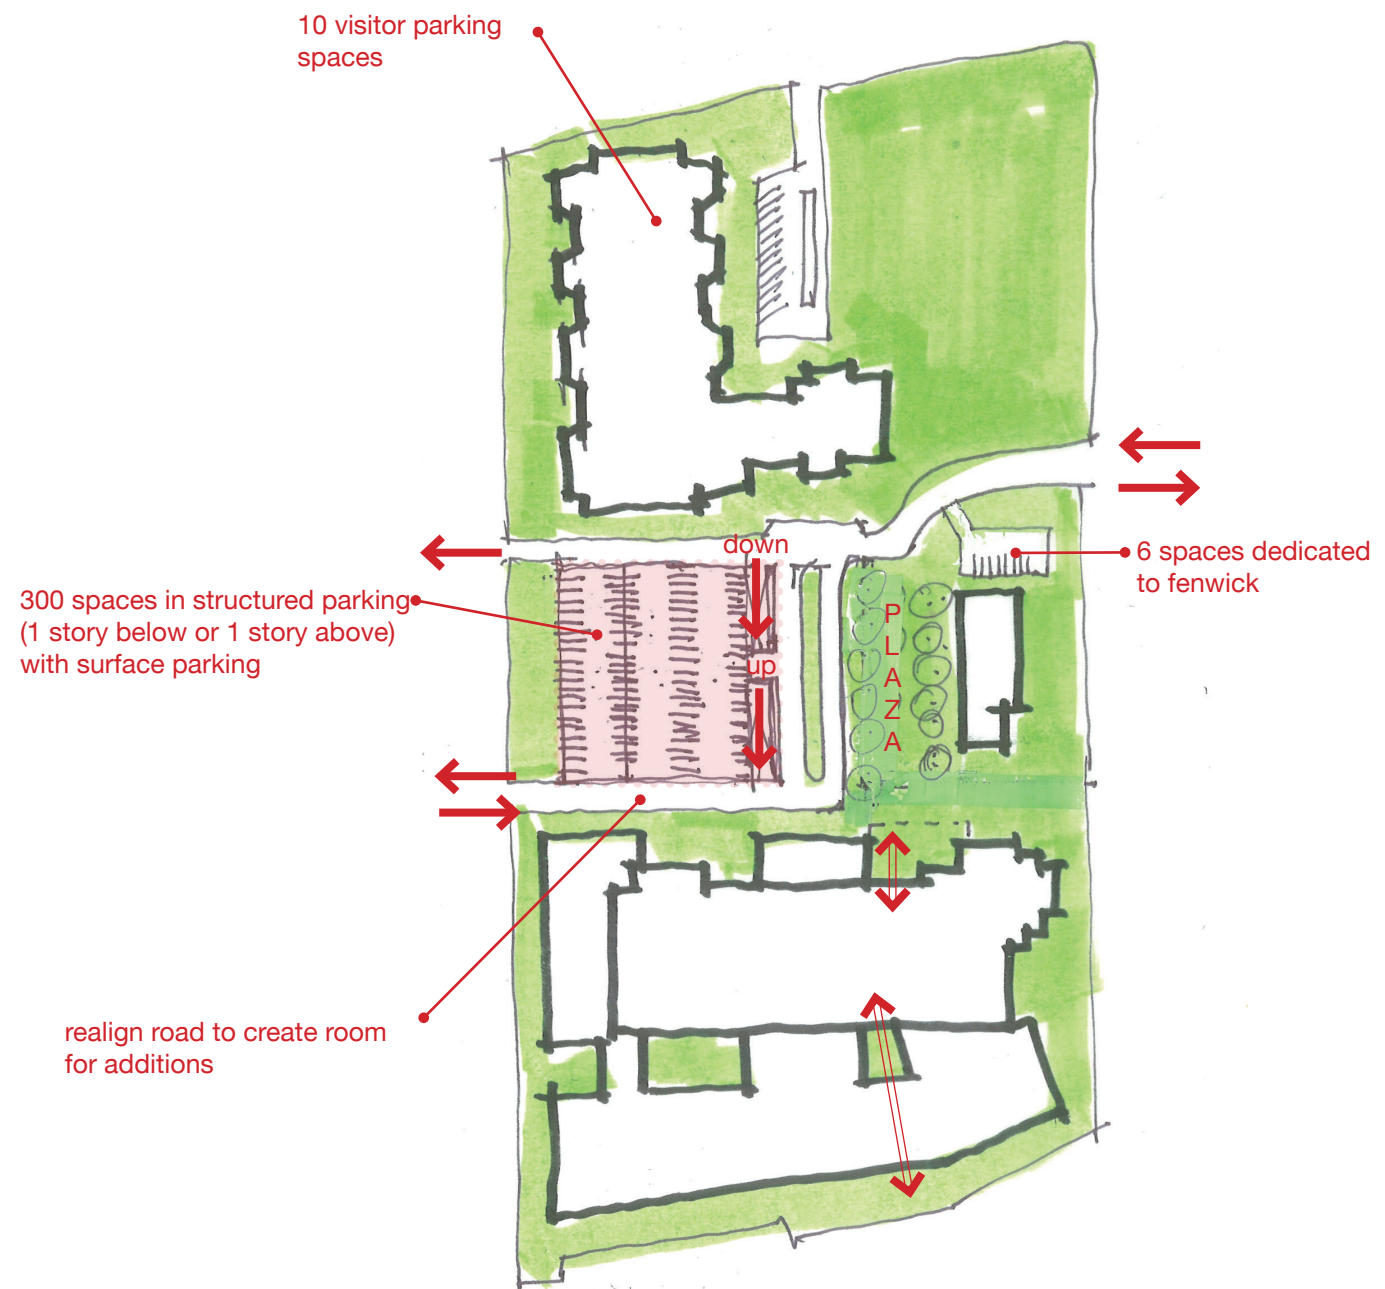 10 visitor parking
spaces
down
6 spaces dedicated
to fenwick
300 spaces in structured parking
(1 story below or 1 story above)
with surface parking
up
PLAZA
realign road to create room
for additions